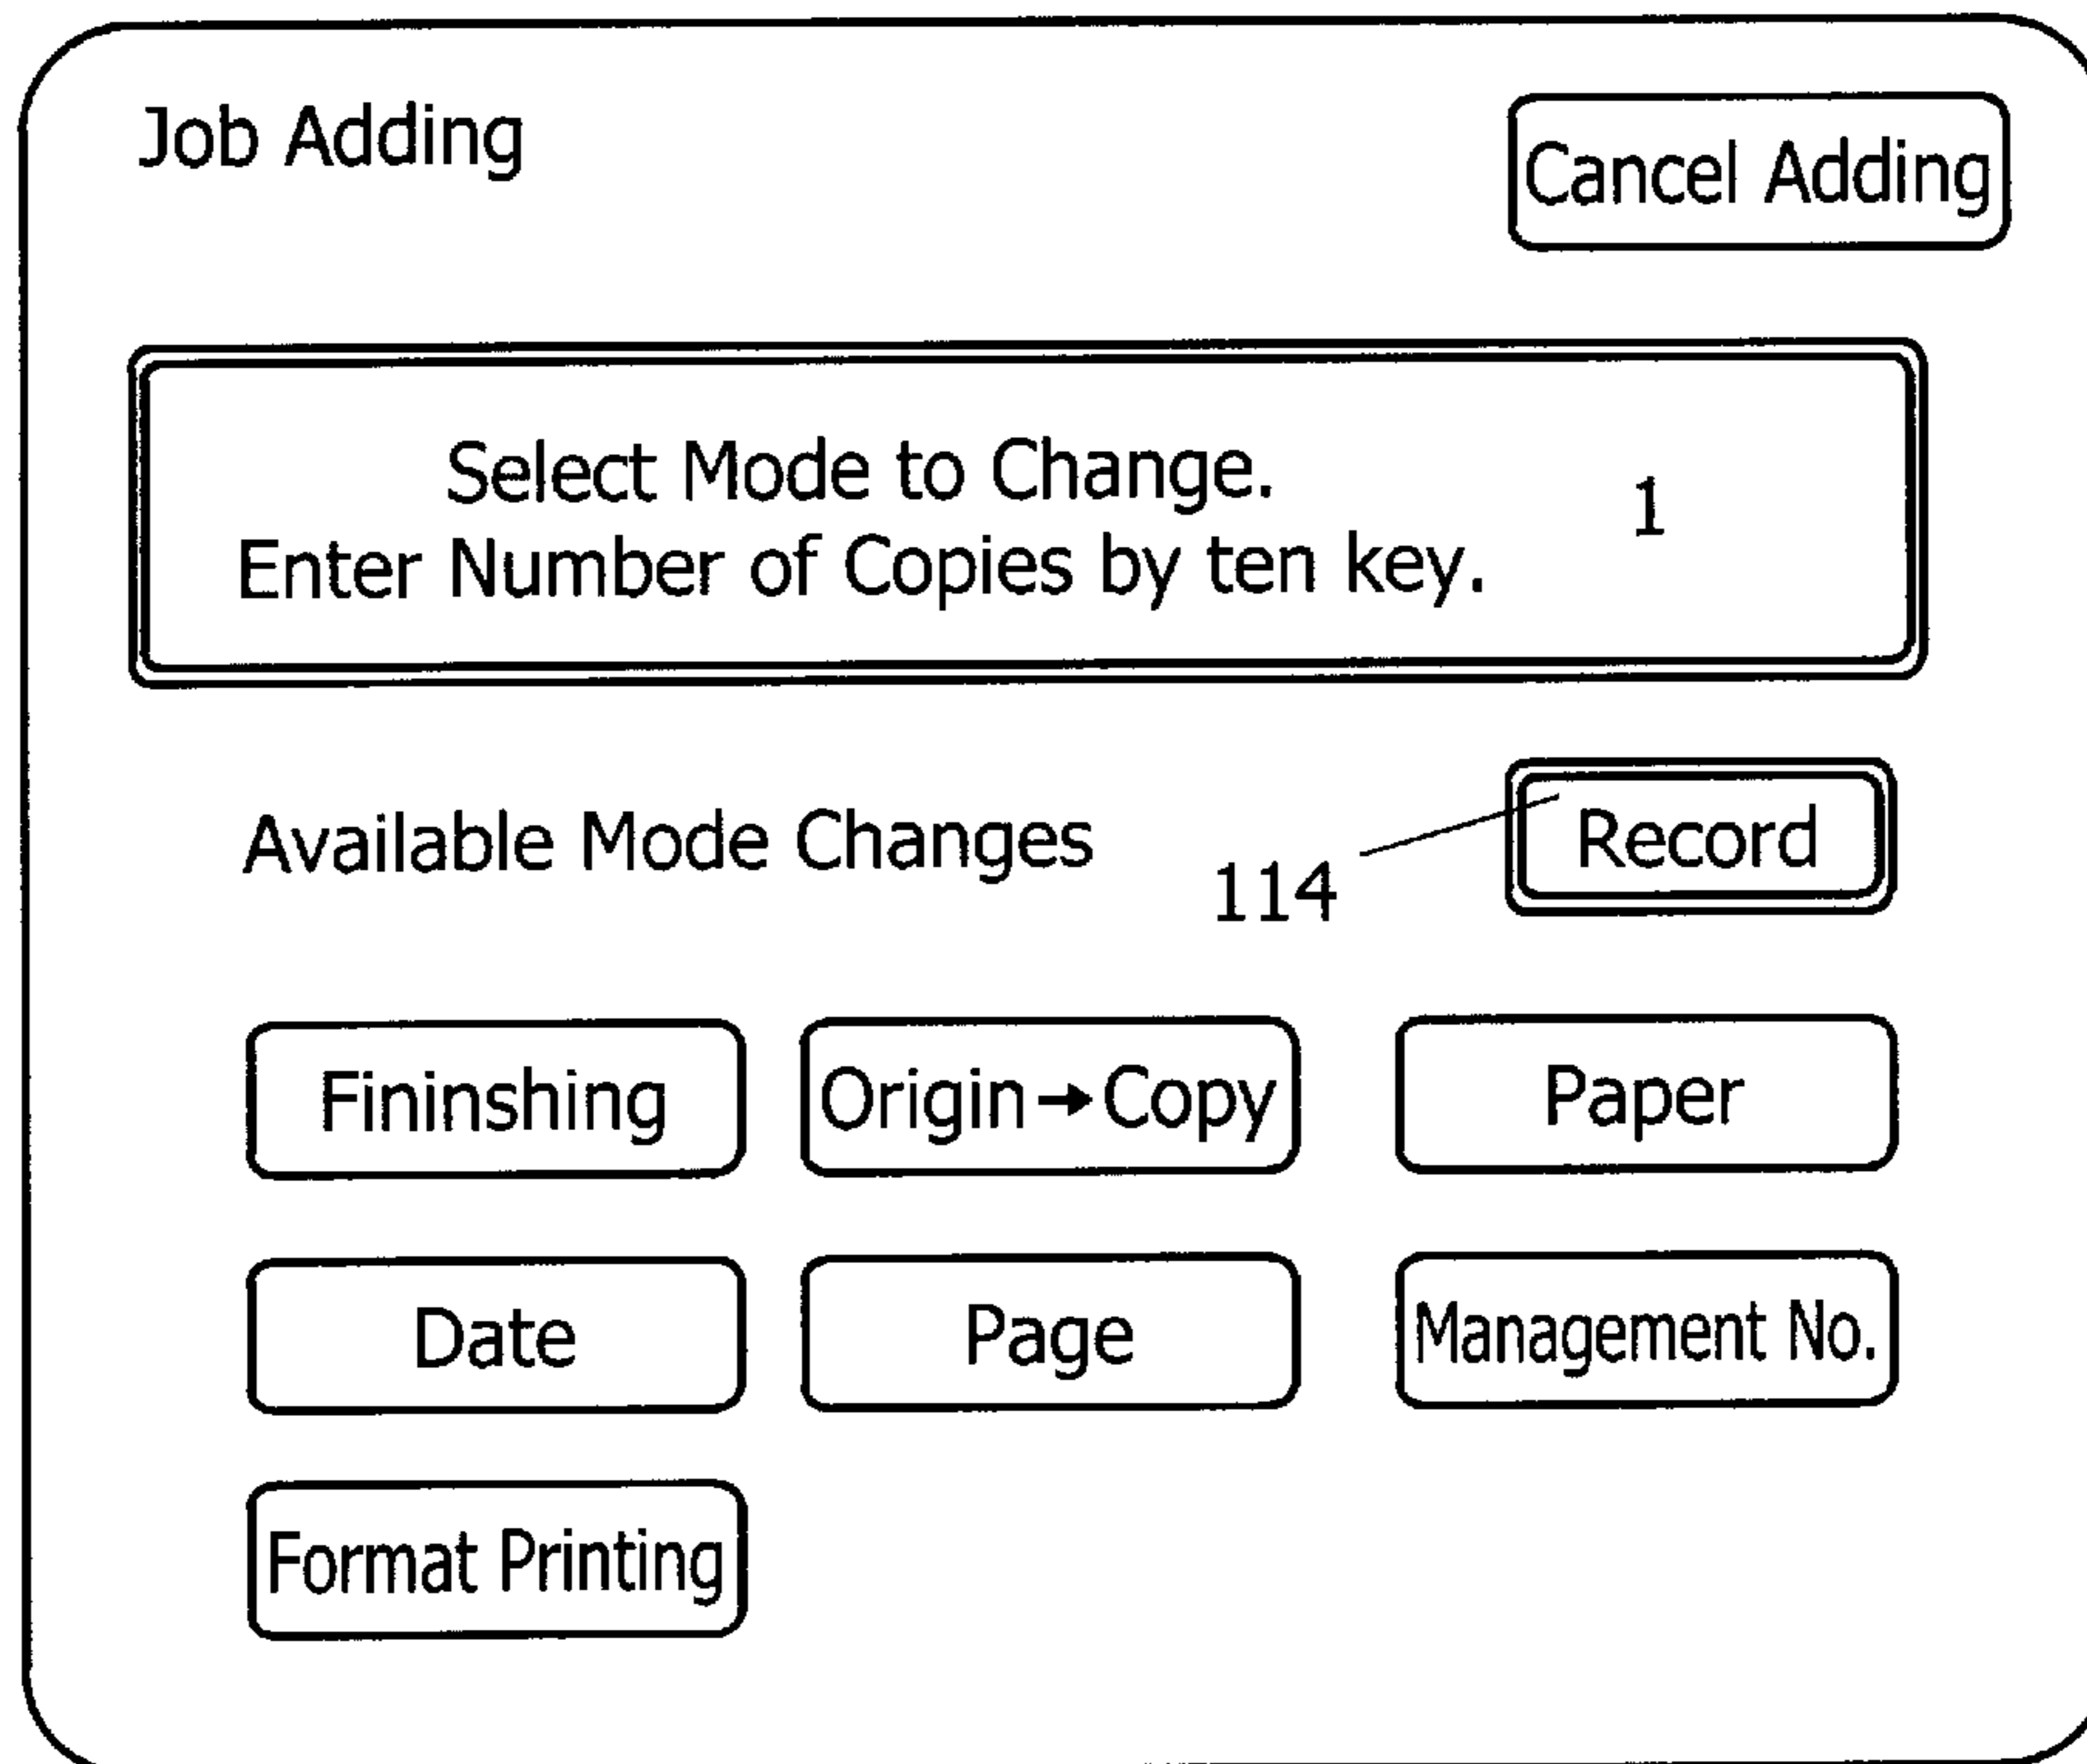 Job Adding
Cancel Adding
Select Mode to Change.
1
Enter Number of Copies by ten key.
Available Mode Changes
114
Record
Fininshing
Origin→Copy
Paper
Date
Page
Management No.
Format Printing